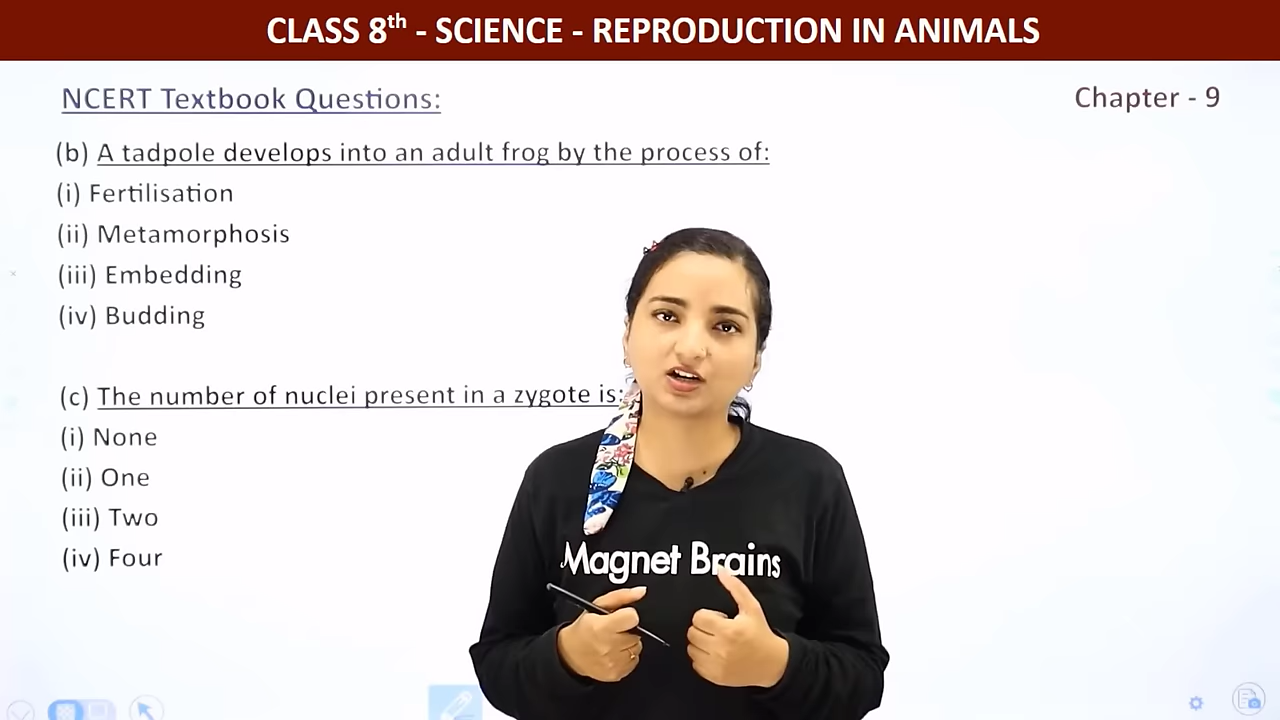 CLASS 8th - SCIENCE - REPRODUCTION IN ANIMALS
NCERT Textbook Questions:
Chapter - 9
(b) A tadpole develops into an adult frog by the process of:
(i) Fertilisation
(ii) Metamorphosis
(iii) Embedding
(iv) Budding
(c) The number of nuclei present in a zygote is:
(i) None
(ii) One
(iii) Two
(iv) Four
Magnet Brains